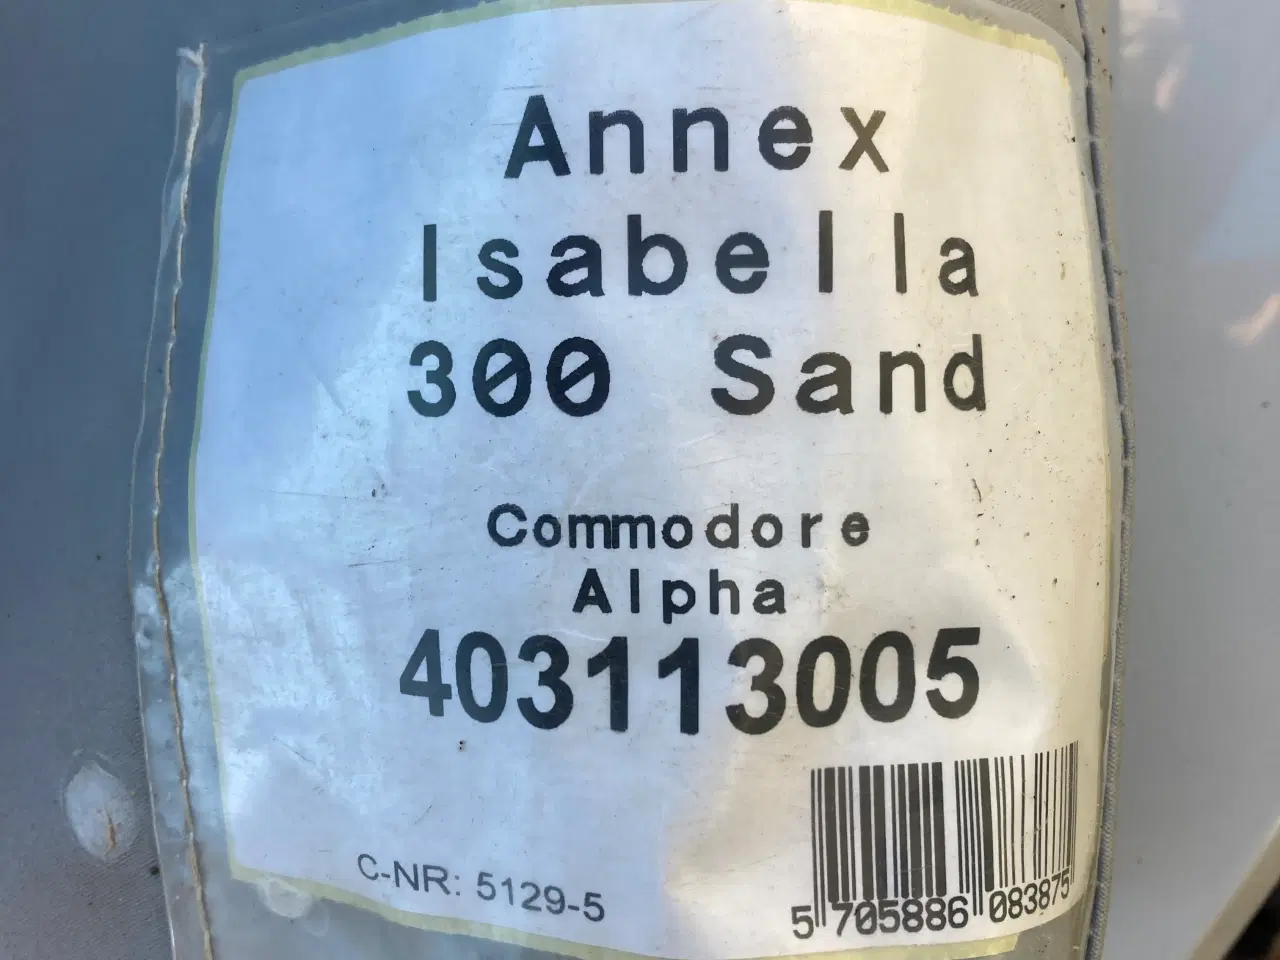 Annex
Isabella
300 Sand
Commodore
Alpha
403113005
C-NR: 5129-5
5 705886 083875